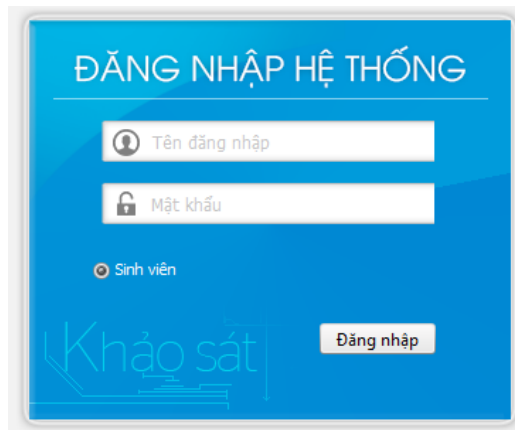 ĐĂNG NHẬP HỆ THỐNG
Tên đăng nhập
Mật khẩu
Sinh viên
Khảo sát
Đăng nhập